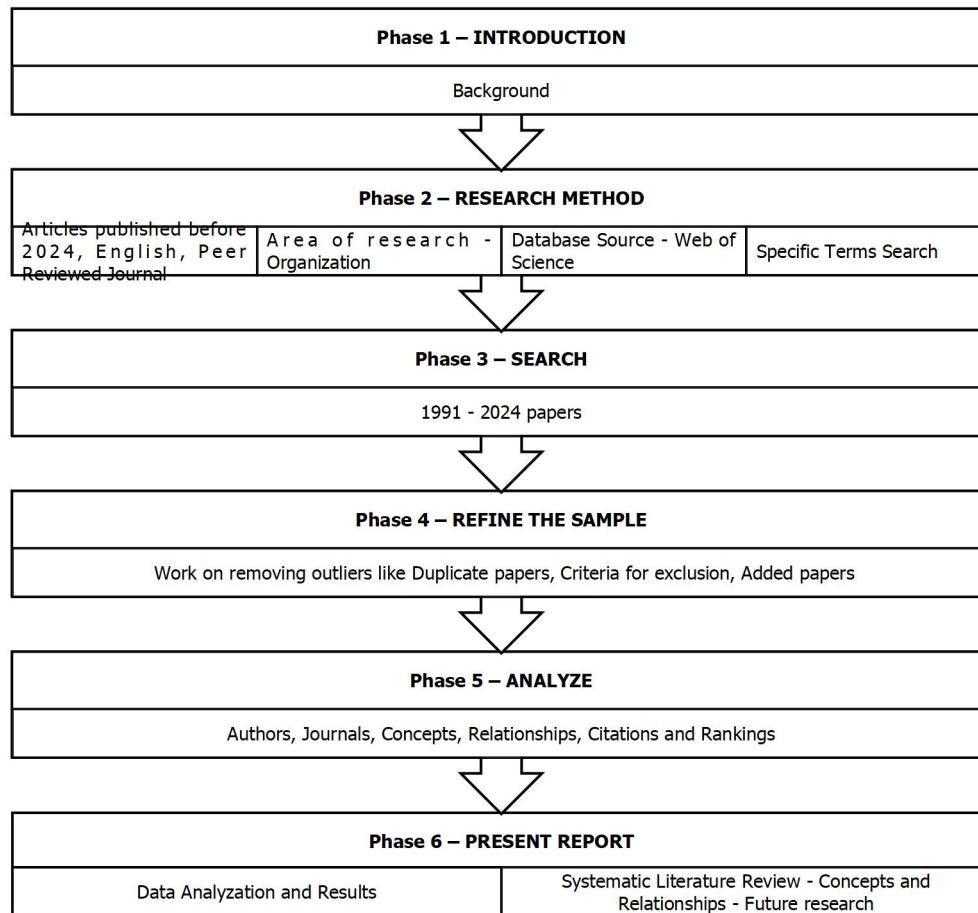 Phase 1 – INTRODUCTION
Background
Phase 2 – RESEARCH METHOD
Articles published before
2024, English, Peer
Reviewed Journal
Area of research -
Organization
Database Source - Web of
Science
Specific Terms Search
Phase 3 – SEARCH
1991 - 2024 papers
Phase 4 – REFINE THE SAMPLE
Work on removing outliers like Duplicate papers, Criteria for exclusion, Added papers
Phase 5 – ANALYZE
Authors, Journals, Concepts, Relationships, Citations and Rankings
Phase 6 – PRESENT REPORT
Data Analyzation and Results
Systematic Literature Review - Concepts and
Relationships - Future research